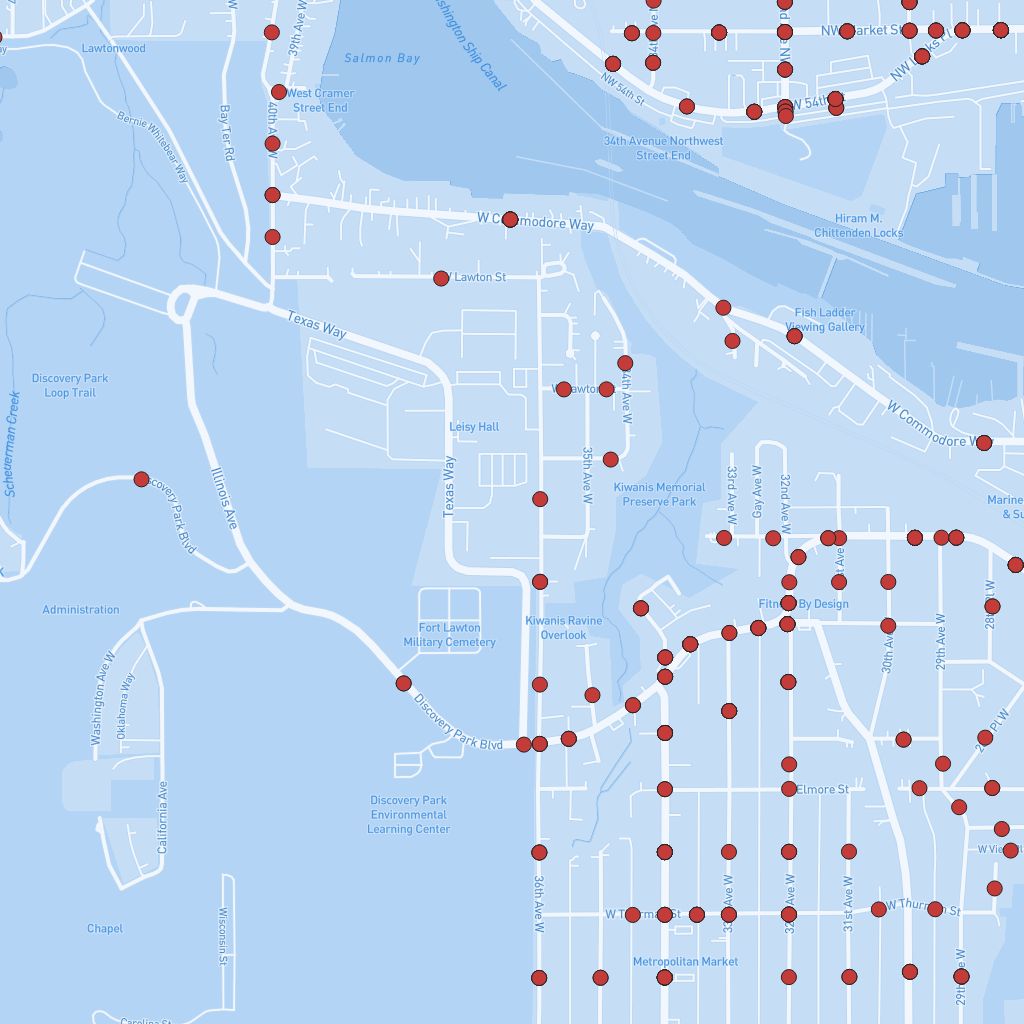 Lawtonwood
39th Ave W
Salmon Bay
Washington Ship Canal
NW Market St
NW 54th St
West Cramer
Street End
40th Ave W
Bay Ter Rd
Bernie Whitebear Way
34th Avenue Northwest
Street End
Hiram M.
Chittenden Locks
W Commodore Way
W Lawton St
Texas Way
Fish Ladder
Viewing Gallery
Discovery Park
Loop Trail
Scheuerman Creek
Leisy Hall
35th Ave W
W Commodore W
Illinois Ave
Texas Way
Kiwanis Memorial
Preserve Park
33rd Ave W
Gay Ave W
32nd Ave W
Marine
& Su
Discovery Park Blvd
Administration
Fort Lawton
Military Cemetery
Kiwanis Ravine
Overlook
Fitness By Design
30th Ave
29th Ave W
Washington Ave W
Oklahoma Way
Discovery Park Blvd
Elmore St
California Ave
Discovery Park
Environmental
Learning Center
36th Ave W
32nd Ave W
31st Ave W
W Thurman St
W Thurman St
Wisconsin St
Chapel
Metropolitan Market
29th Ave W
Carolina St